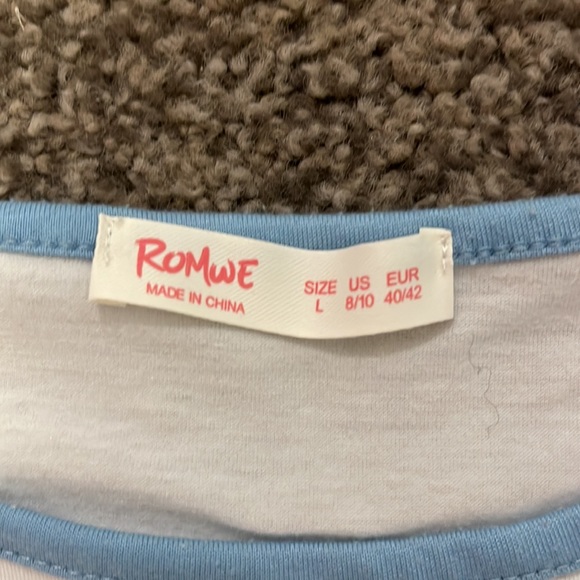 ROMWE
MADE IN CHINA
SIZE US EUR
L 8/10 40/42